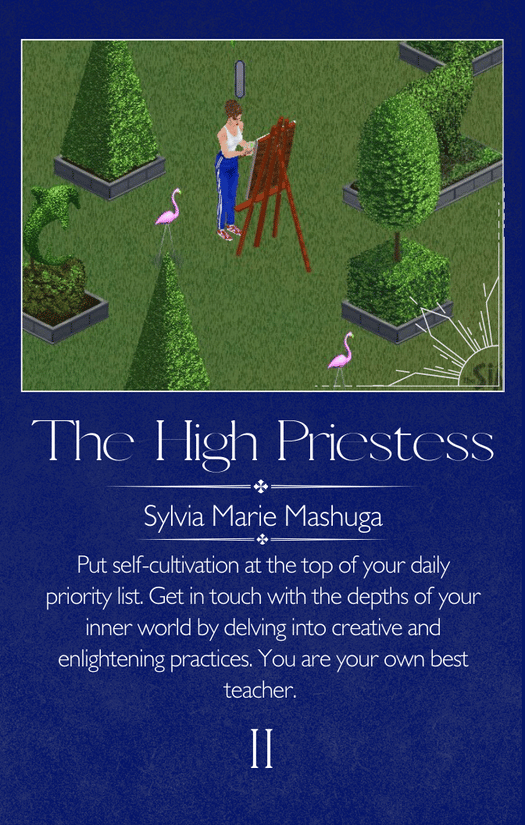 The High Priestess
Sylvia Marie Mashuga
Put self-cultivation at the top of your daily
priority list. Get in touch with the depths of your
inner world by delving into creative and
enlightening practices. You are your own best
teacher.
II